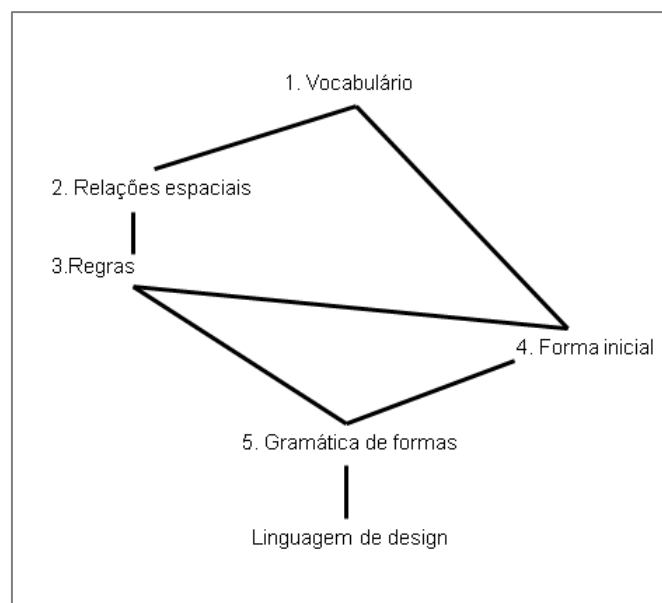 1. Vocabulário
2. Relações espaciais
3.Regras
4. Forma inicial
5. Gramática de formas
Linguagem de design